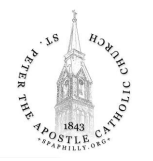 ST. PETER THE APOSTLE CATHOLIC CHURCH
1843
•SPAPHILLY.ORG•